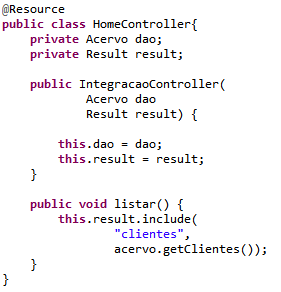 @Resource
public class HomeController{
    private Acervo dao;
    private Result result;

    public IntegracaoController(
            Acervo dao
            Result result) {

        this.dao = dao;
        this.result = result;
    }

    public void listar() {
        this.result.include(
                "clientes",
                acervo.getClientes());
    }
}